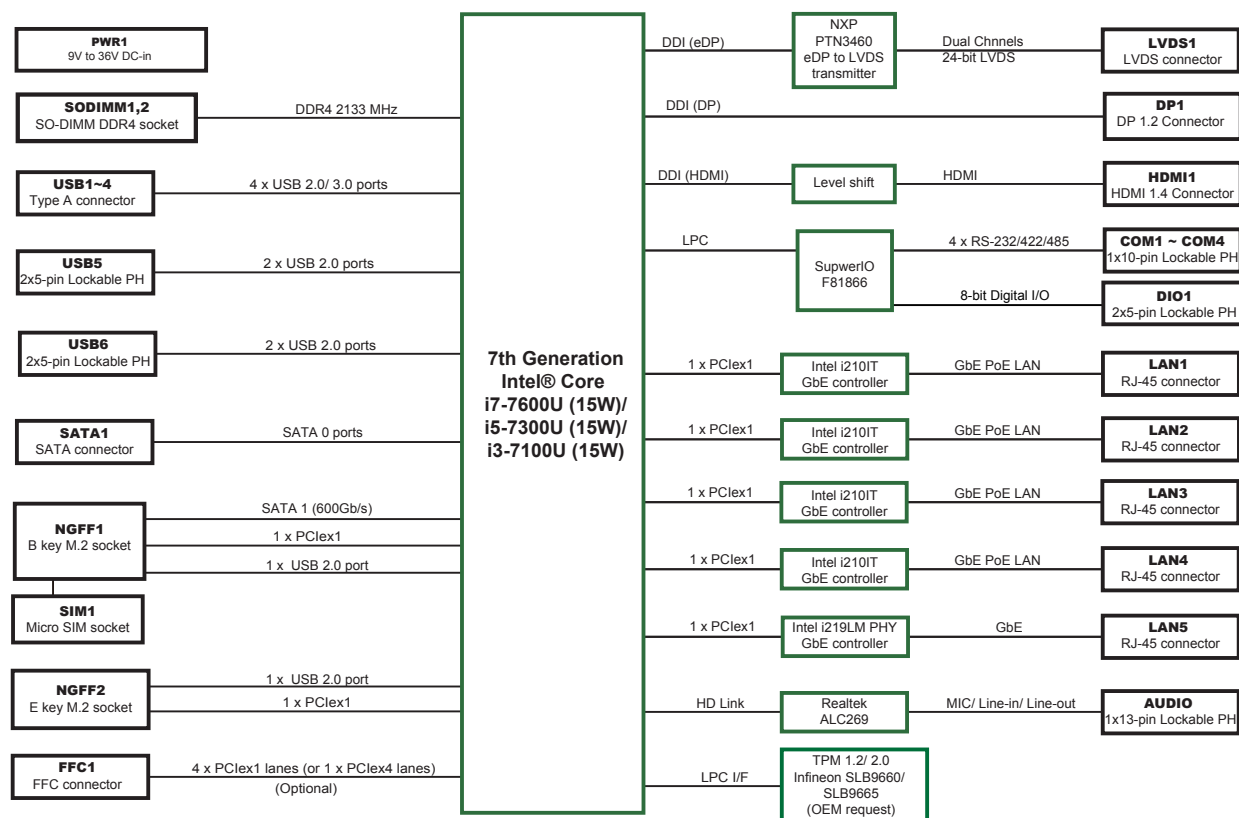 PWR1
9V to 36V DC-in
SODIMM1,2
SO-DIMM DDR4 socket
DDR4 2133 MHz
USB1~4
Type A connector
4 x USB 2.0/ 3.0 ports
USB5
2x5-pin Lockable PH
2 x USB 2.0 ports
USB6
2x5-pin Lockable PH
2 x USB 2.0 ports
SATA1
SATA connector
SATA 0 ports
NGFF1
B key M.2 socket
SATA 1 (600Gb/s)
1 x PCIex1
1 x USB 2.0 port
SIM1
Micro SIM socket
NGFF2
E key M.2 socket
1 x USB 2.0 port
1 x PCIex1
FFC1
FFC connector
4 x PCIex1 lanes (or 1 x PCIex4 lanes)
(Optional)
7th Generation
Intel® Core
i7-7600U (15W)/
i5-7300U (15W)/
i3-7100U (15W)
DDI (eDP)
NXP
PTN3460
eDP to LVDS
transmitter
Dual Chnnels
24-bit LVDS
LVDS1
LVDS connector
DDI (DP)
DP1
DP 1.2 Connector
DDI (HDMI)
Level shift
HDMI
HDMI1
HDMI 1.4 Connector
LPC
SupwerIO
F81866
4 x RS-232/422/485
COM1 ~ COM4
1x10-pin Lockable PH
8-bit Digital I/O
DIO1
2x5-pin Lockable PH
1 x PCIex1
Intel i210IT
GbE controller
GbE PoE LAN
LAN1
RJ-45 connector
1 x PCIex1
Intel i210IT
GbE controller
GbE PoE LAN
LAN2
RJ-45 connector
1 x PCIex1
Intel i210IT
GbE controller
GbE PoE LAN
LAN3
RJ-45 connector
1 x PCIex1
Intel i210IT
GbE controller
GbE PoE LAN
LAN4
RJ-45 connector
1 x PCIex1
Intel i219LM PHY
GbE controller
GbE
LAN5
RJ-45 connector
HD Link
Realtek
ALC269
MIC/ Line-in/ Line-out
AUDIO
1x13-pin Lockable PH
LPC I/F
TPM 1.2/ 2.0
Infineon SLB9660/
SLB9665
(OEM request)